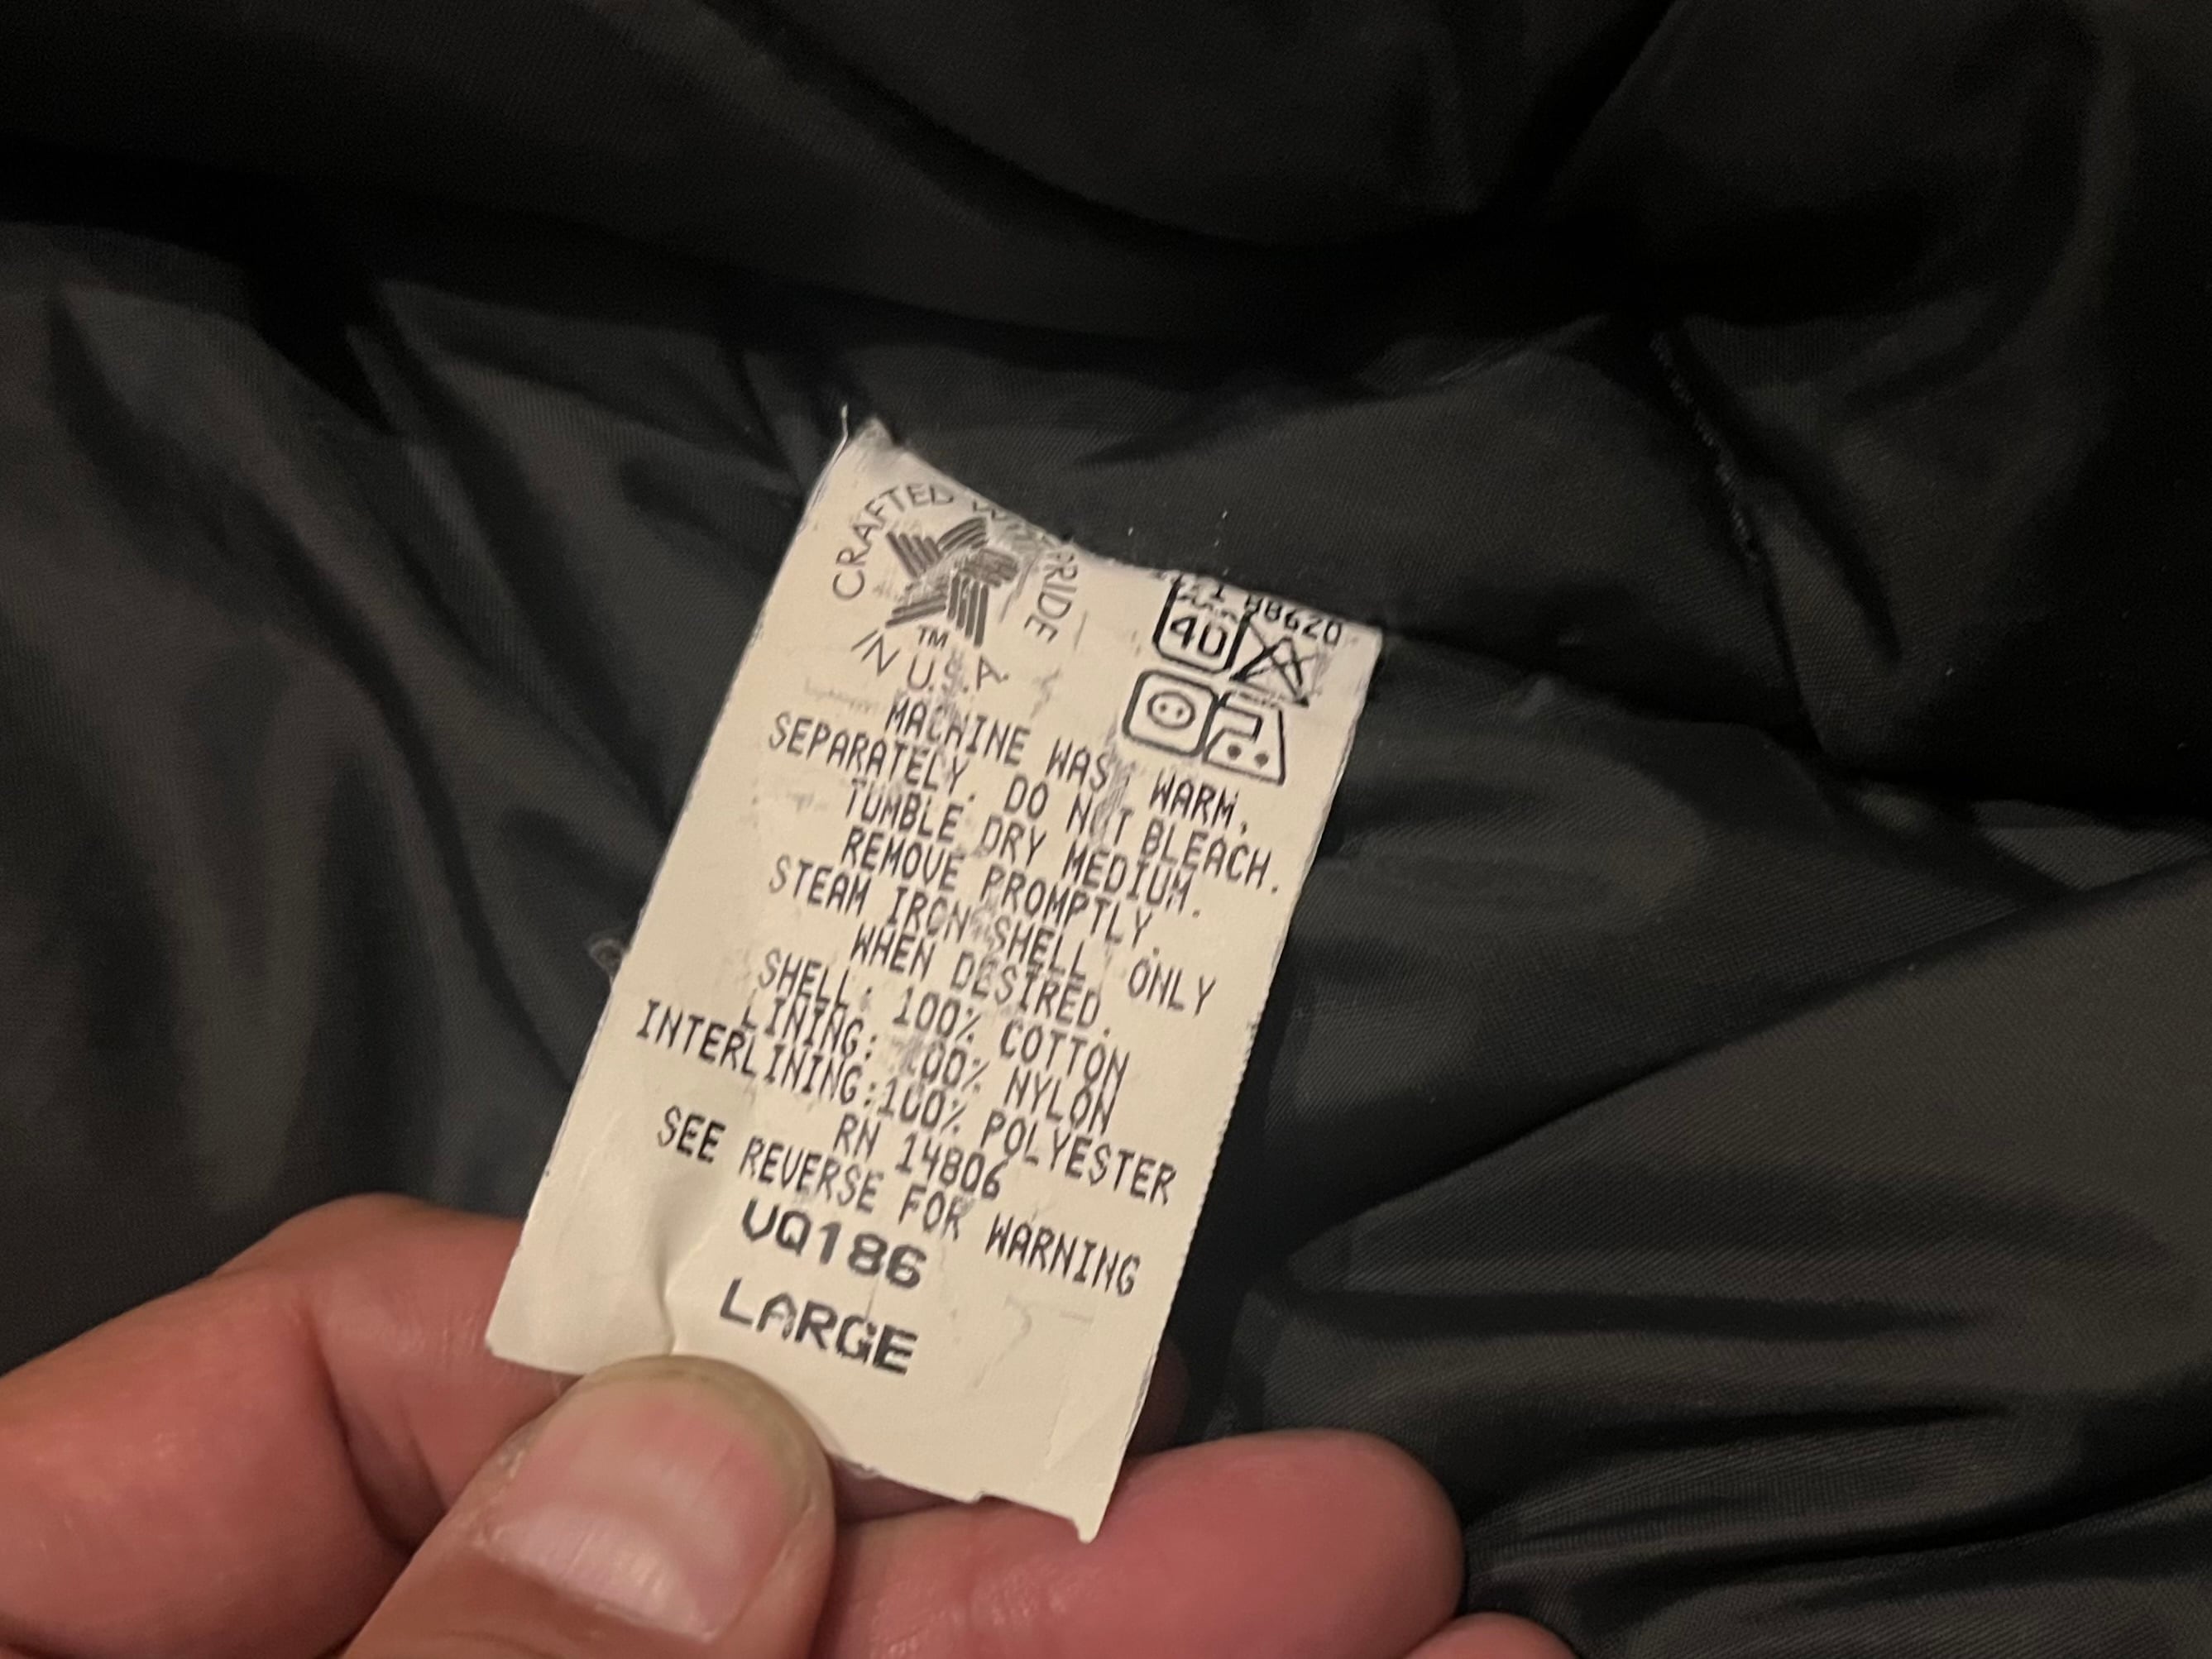 CRAFTED WITH PRIDE
TM
IN U.S.A.
88620
40
MACHINE WASH WARM,
SEPARATELY. DO NOT BLEACH.
TUMBLE DRY MEDIUM.
REMOVE PROMPTLY.
STEAM IRON SHELL ONLY
WHEN DESIRED.
SHELL: 100% COTTON
LINING: 100% NYLON
INTERLINING:100% POLYESTER
RN 14806
SEE REVERSE FOR WARNING
VQ186
LARGE